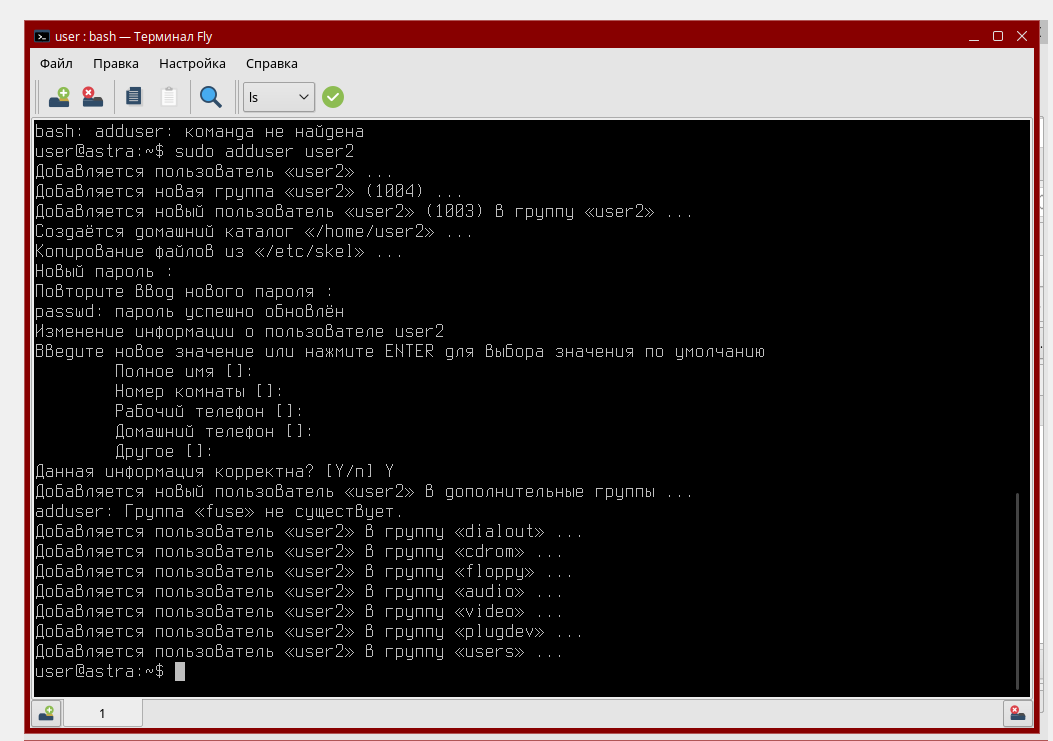 user : bash — Терминал Fly
Файл Правка Настройка Справка
ls
bash: adduser: команда не найдена
user@astra:~$ sudo adduser user2
Добавляется пользователь «user2» ...
Добавляется новая группа «user2» (1004) ...
Добавляется новый пользователь «user2» (1003) в группу «user2» ...
Создаётся домашний каталог «/home/user2» ...
Копирование файлов из «/etc/skel» ...
Новый пароль :
Повторите ввод нового пароля :
passwd: пароль успешно обновлён
Изменение информации о пользователе user2
Введите новое значение или нажмите ENTER для выбора значения по умолчанию
Полное имя []:
Номер комнаты []:
Рабочий телефон []:
Домашний телефон []:
Другое []:
Данная информация корректна? [Y/n] Y
Добавляется новый пользователь «user2» в дополнительные группы ...
adduser: Группа «fuse» не существует.
Добавляется пользователь «user2» в группу «dialout» ...
Добавляется пользователь «user2» в группу «cdrom» ...
Добавляется пользователь «user2» в группу «floppy» ...
Добавляется пользователь «user2» в группу «audio» ...
Добавляется пользователь «user2» в группу «video» ...
Добавляется пользователь «user2» в группу «plugdev» ...
Добавляется пользователь «user2» в группу «users» ...
user@astra:~$
1